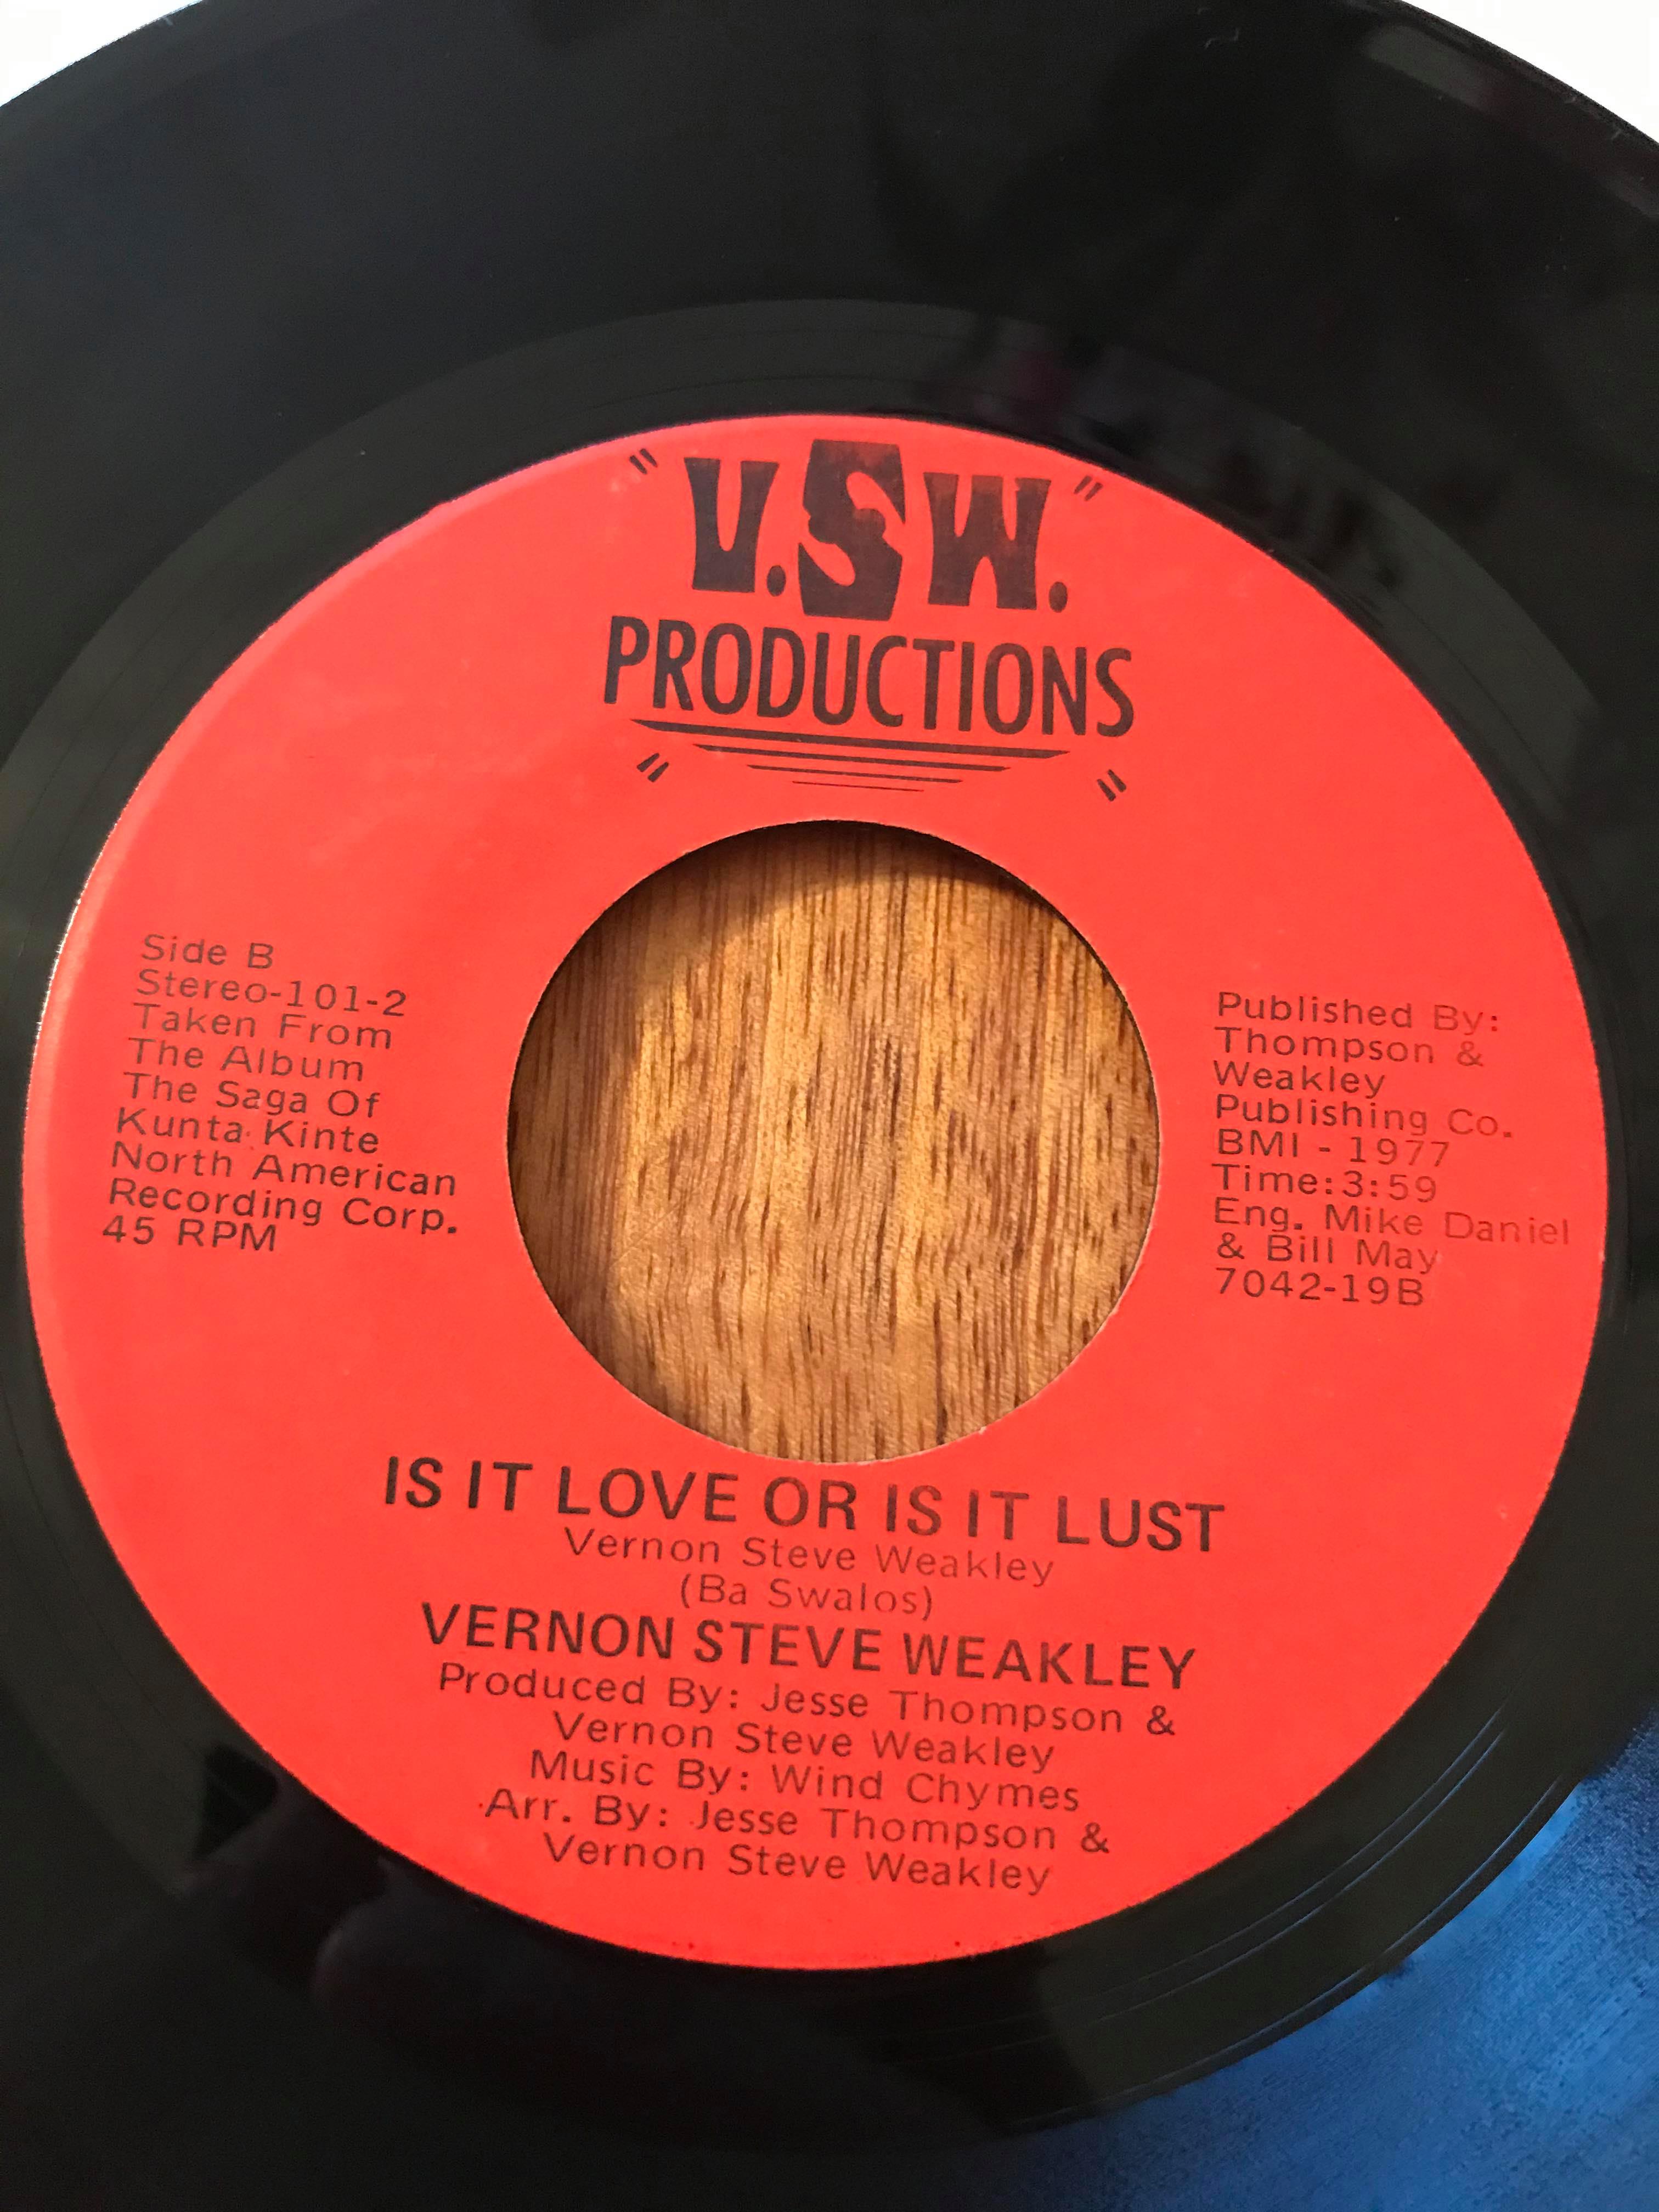 "V.S.W."
PRODUCTIONS
" "
Side B
Stereo-101-2
Taken From
The Album
The Saga Of
Kunta Kinte
North American
Recording Corp.
45 RPM
Published By:
Thompson &
Weakley
Publishing Co.
BMI - 1977
Time:3:59
Eng. Mike Daniel
& Bill May
7042-19B
IS IT LOVE OR IS IT LUST
Vernon Steve Weakley
(Ba Swalos)
VERNON STEVE WEAKLEY
Produced By: Jesse Thompson &
Vernon Steve Weakley
Music By: Wind Chymes
Arr. By: Jesse Thompson &
Vernon Steve Weakley